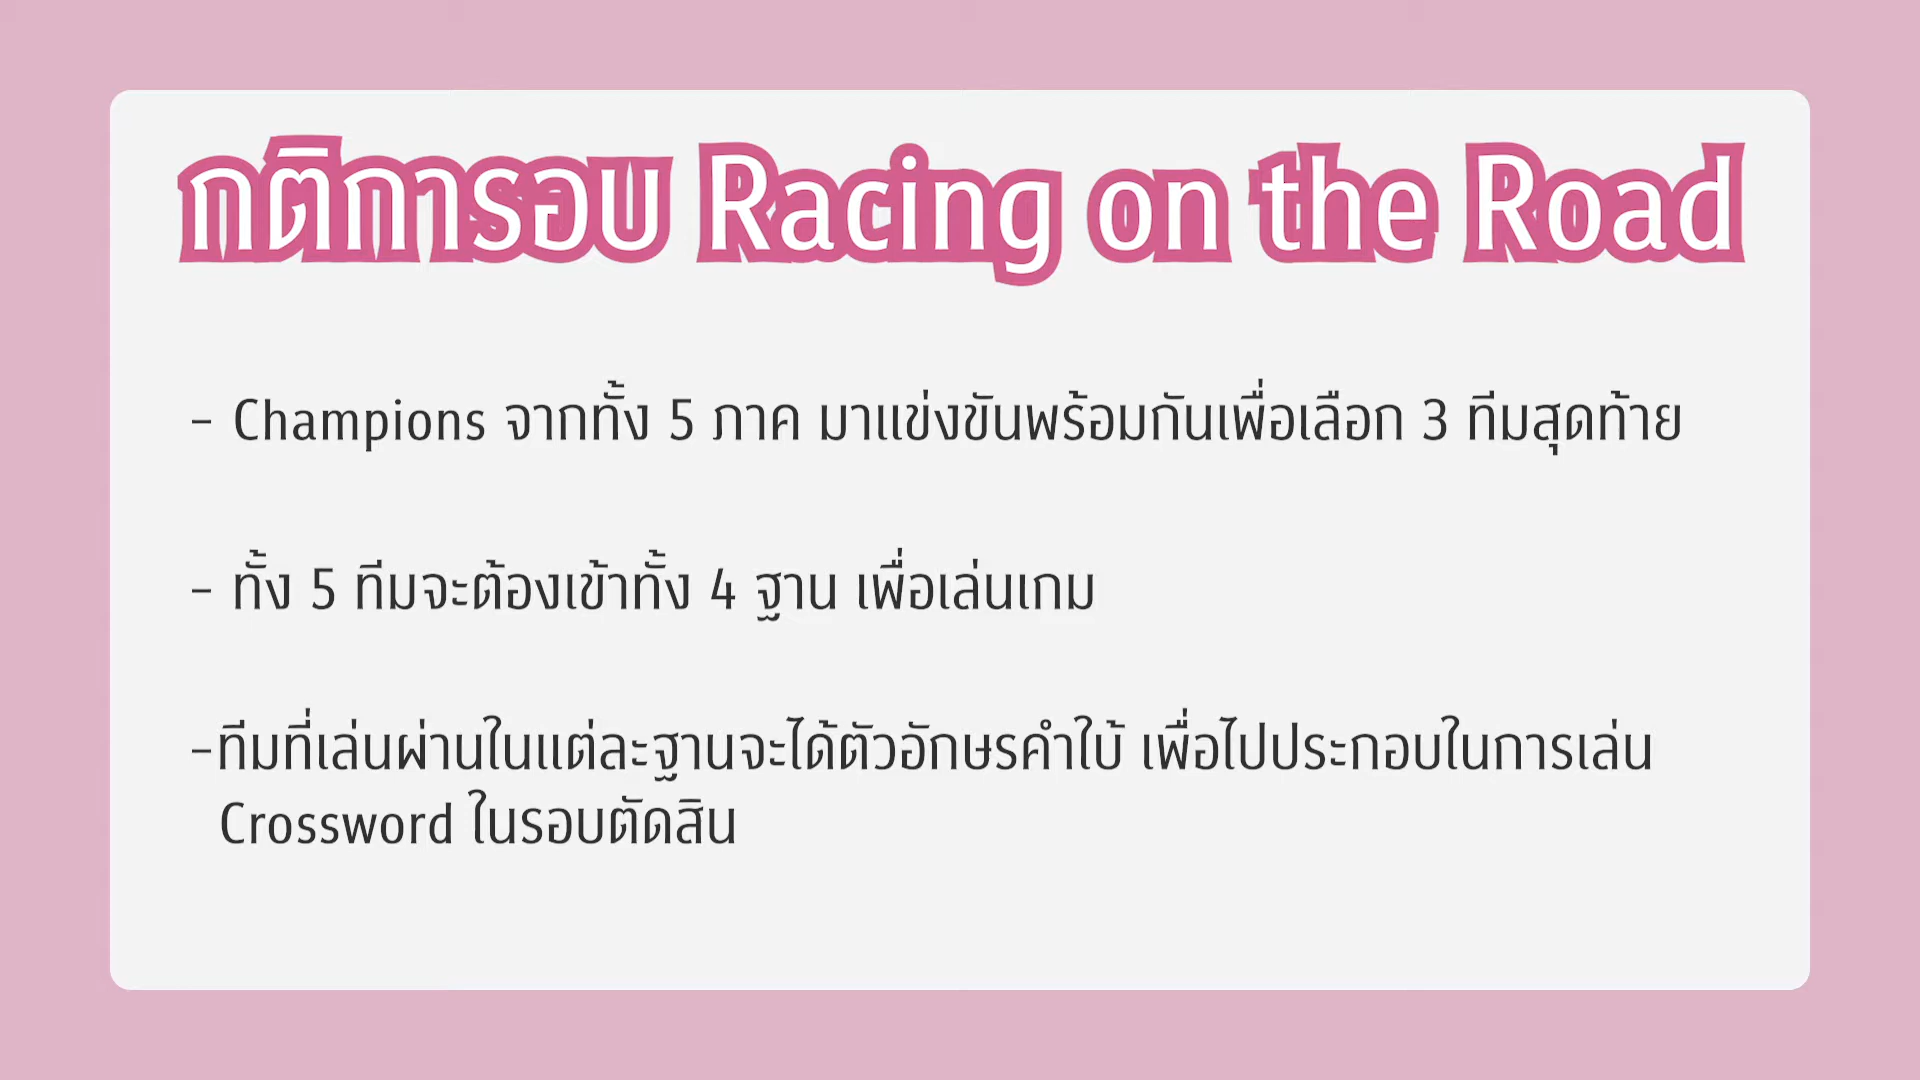 กติการอบ Racing on the Road
- Champions จากทั้ง 5 ภาค มาแข่งขันพร้อมกันเพื่อเลือก 3 ทีมสุดท้าย
- ทั้ง 5 ทีมจะต้องเข้าทั้ง 4 ฐาน เพื่อเล่นเกม
-ทีมที่เล่นผ่านในแต่ละฐานจะได้ตัวอักษรคำใบ้ เพื่อไปประกอบในการเล่น
Crossword ในรอบตัดสิน